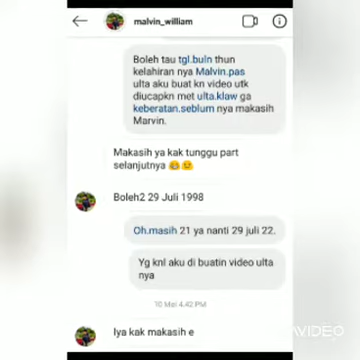 malvin_william
Boleh tau tgl.buln thun
kelahiran nya Malvin.pas
ulta aku buat kn video utk
diucapkn met ulta.klaw ga
keberatan.seblum nya makasih
Marvin.
Makasih ya kak tunggu part
selanjutnya 😂😊
Boleh2 29 Juli 1998
Oh.masih 21 ya nanti 29 juli 22.
Yg knl aku di buatin video ulta
nya
10 Mei 4.42 PM
Iya kak makasih e
AVIDEO